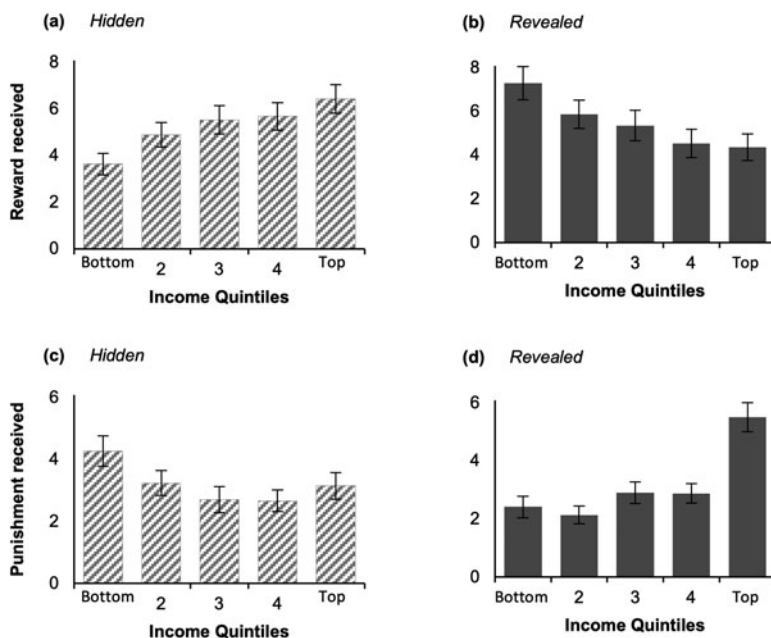 (a) Hidden
8
6
4
2
0
Reward received
Bottom 2 3 4 Top
Income Quintiles
(b) Revealed
8
6
4
2
0
Bottom 2 3 4 Top
Income Quintiles
(c) Hidden
6
4
2
0
Punishment received
Bottom 2 3 4 Top
Income Quintiles
(d) Revealed
6
4
2
0
Bottom 2 3 4 Top
Income Quintiles